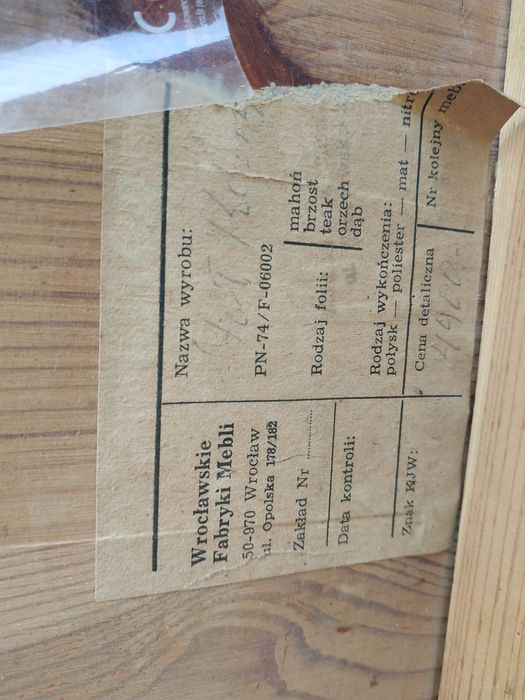 Wrocławskie
Fabryki Mebli
50-970 Wrocław
ul. Opolska 178/182
Zakład Nr ................
Data kontroli:
Znak KJW:
Nazwa wyrobu:
PN-74/F-06002
Rodzaj folii:
mahoń
brzost
teak
orzech
dąb
Rodzaj wykończenia:
połysk — poliester — mat — nitro
Cena detaliczna
Nr kolejny mebl
C